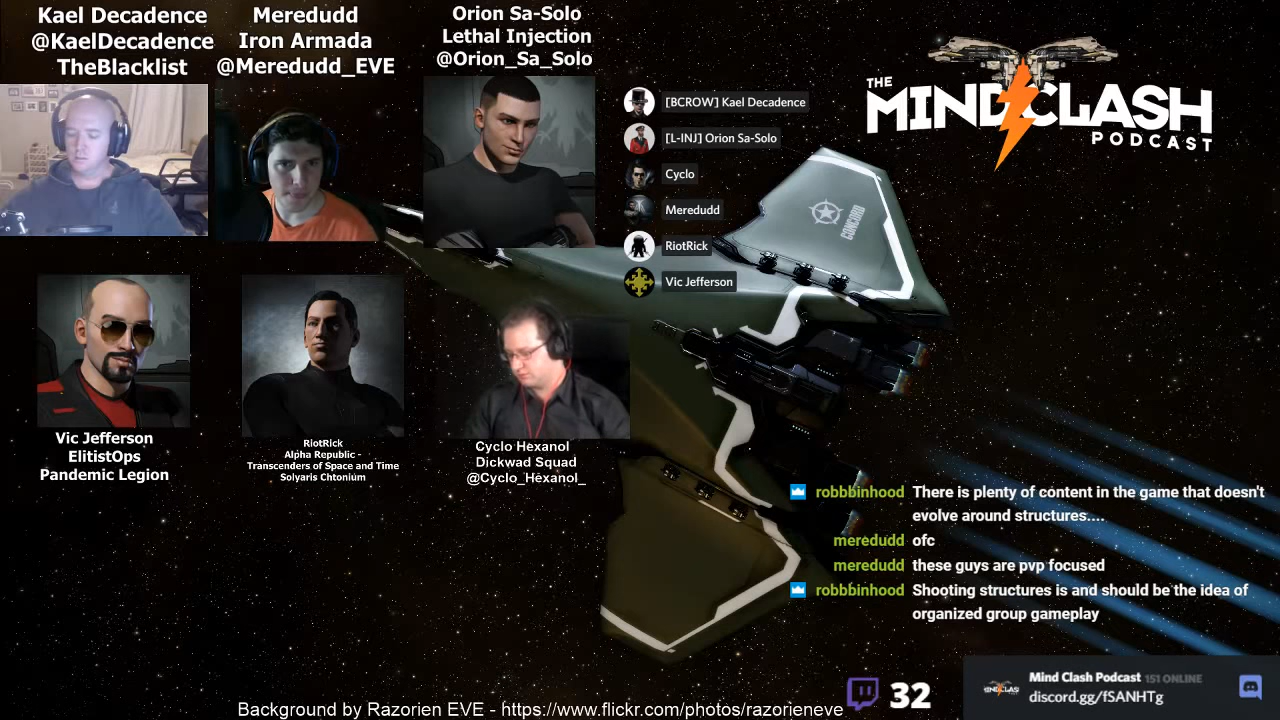 Kael Decadence
@KaelDecadence
TheBlacklist
Meredudd
Iron Armada
@Meredudd_EVE
Orion Sa-Solo
Lethal Injection
@Orion_Sa_Solo
[BCROW] Kael Decadence
[L-INJ] Orion Sa-Solo
Cyclo
Meredudd
RiotRick
Vic Jefferson
THE
MIND CLASH
PODCAST
CONCORD
Vic Jefferson
ElitistOps
Pandemic Legion
RiotRick
Alpha Republic -
Transcenders of Space and Time
Solyaris Chtonium
Cyclo Hexanol
Dickwad Squad
@Cyclo_Hexanol_
robbbinhood There is plenty of content in the game that doesn't
evolve around structures....
meredudd ofc
meredudd these guys are pvp focused
robbbinhood Shooting structures is and should be the idea of
organized group gameplay
32
Mind Clash Podcast 151 ONLINE
discord.gg/fSANHTg
Background by Razorien EVE - https://www.flickr.com/photos/razorieneve